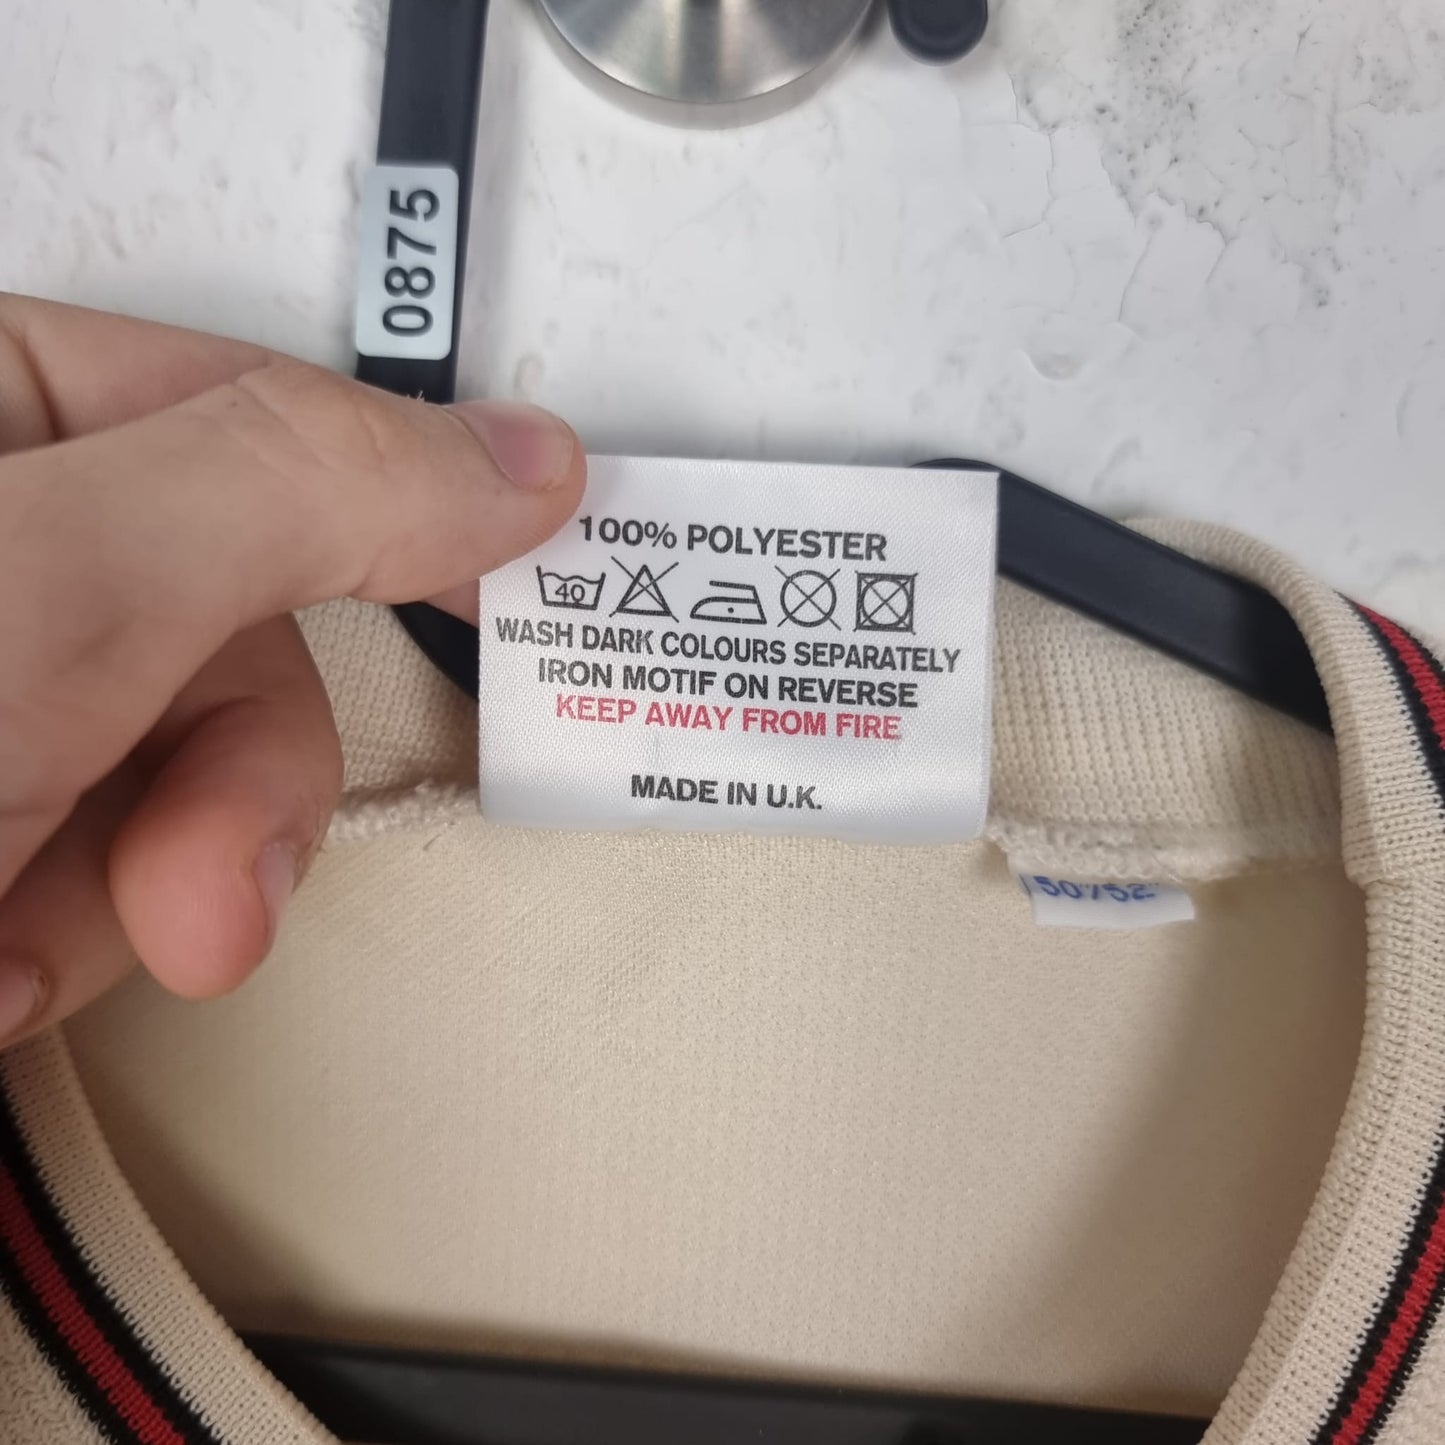 0875
100% POLYESTER
40
WASH DARK COLOURS SEPARATELY
IRON MOTIF ON REVERSE
KEEP AWAY FROM FIRE
MADE IN U.K.
50/52"